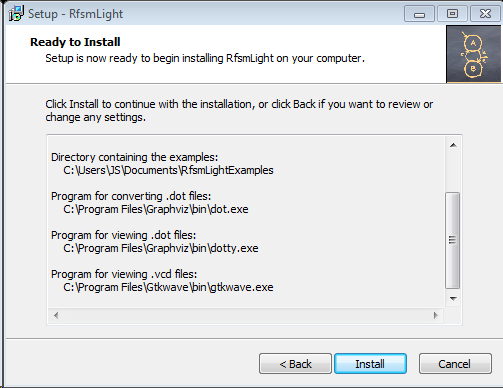 Setup - RfsmLight
Ready to Install
Setup is now ready to begin installing RfsmLight on your computer.
A
B
Click Install to continue with the installation, or click Back if you want to review or
change any settings.
Directory containing the examples:
C:\Users\JS\Documents\RfsmLightExamples
Program for converting .dot files:
C:\Program Files\Graphviz\bin\dot.exe
Program for viewing .dot files:
C:\Program Files\Graphviz\bin\dotty.exe
Program for viewing .vcd files:
C:\Program Files\Gtkwave\bin\gtkwave.exe
< Back
Install
Cancel